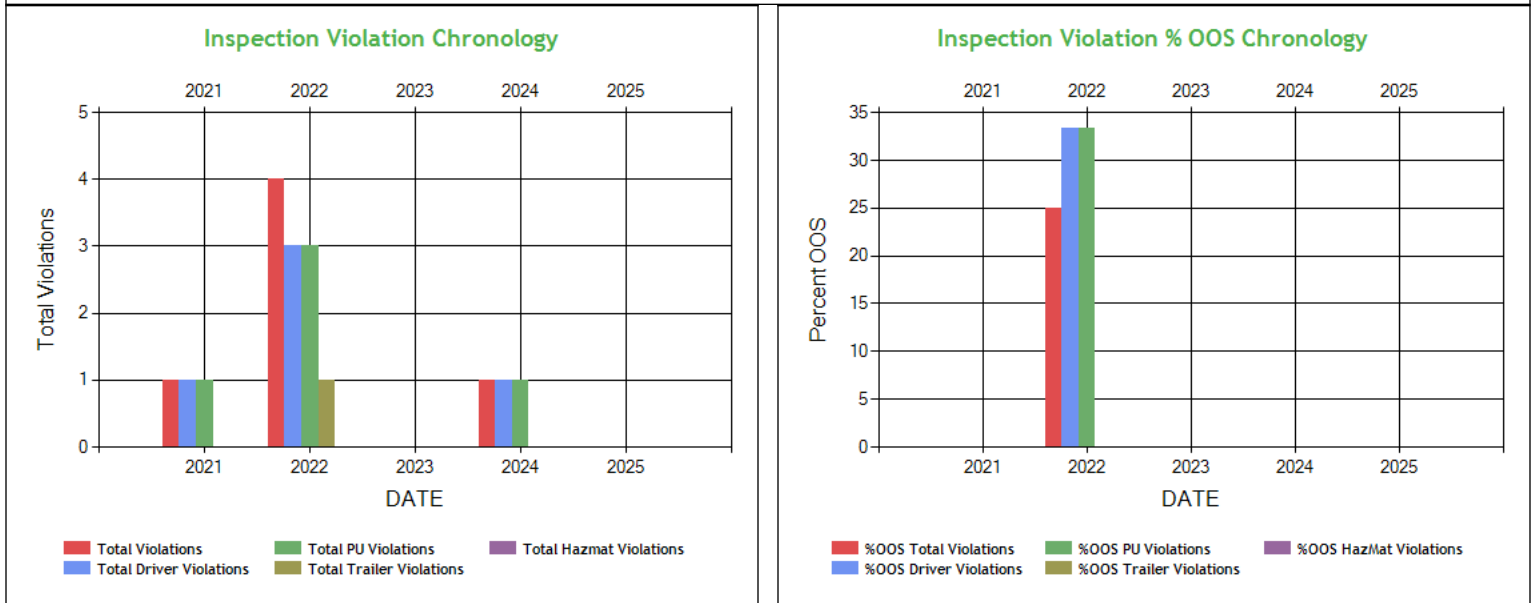 Inspection Violation Chronology
2021 2022 2023 2024 2025
5
4
3
2
1
0
Total Violations
2021 2022 2023 2024 2025
DATE
Total Violations Total PU Violations Total Hazmat Violations
Total Driver Violations Total Trailer Violations
Inspection Violation % OOS Chronology
2021 2022 2023 2024 2025
35
30
25
20
15
10
5
0
Percent OOS
2021 2022 2023 2024 2025
DATE
%OOS Total Violations %OOS PU Violations %OOS HazMat Violations
%OOS Driver Violations %OOS Trailer Violations